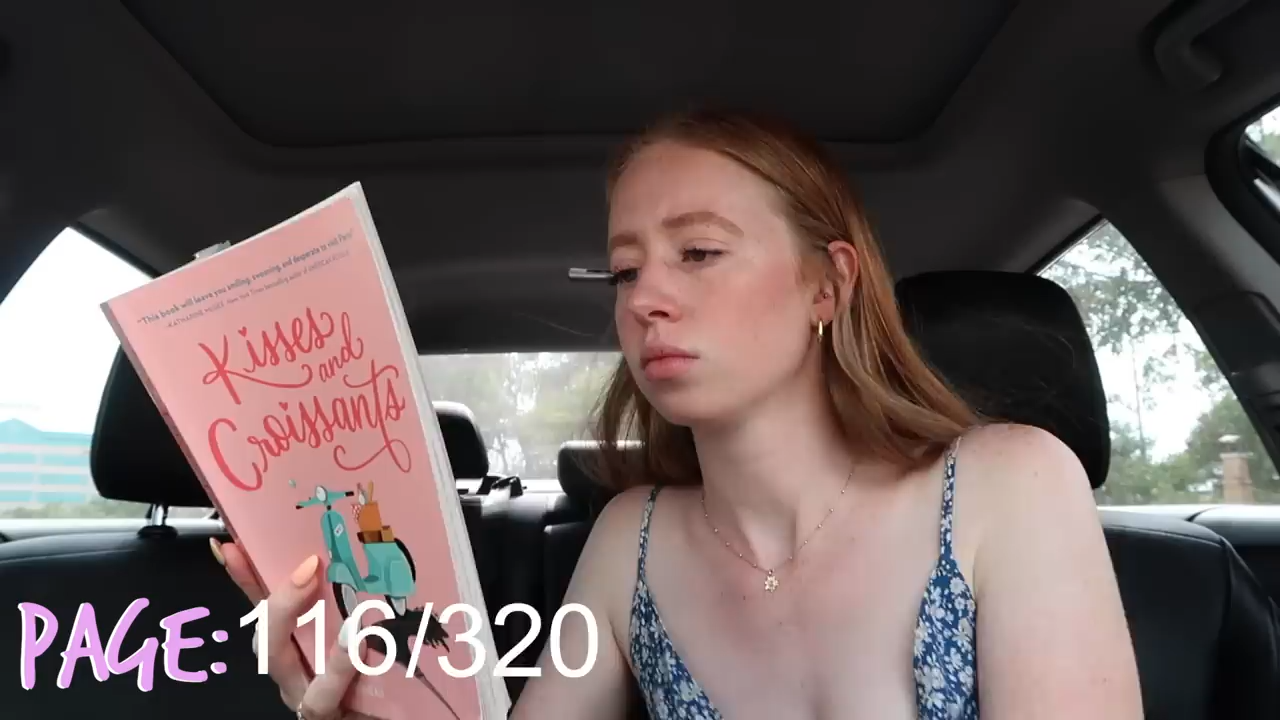 "This book will leave you smiling, swooning, and desperate to visit Paris!"
Kisses
and
Croissants
PAGE: 116/320